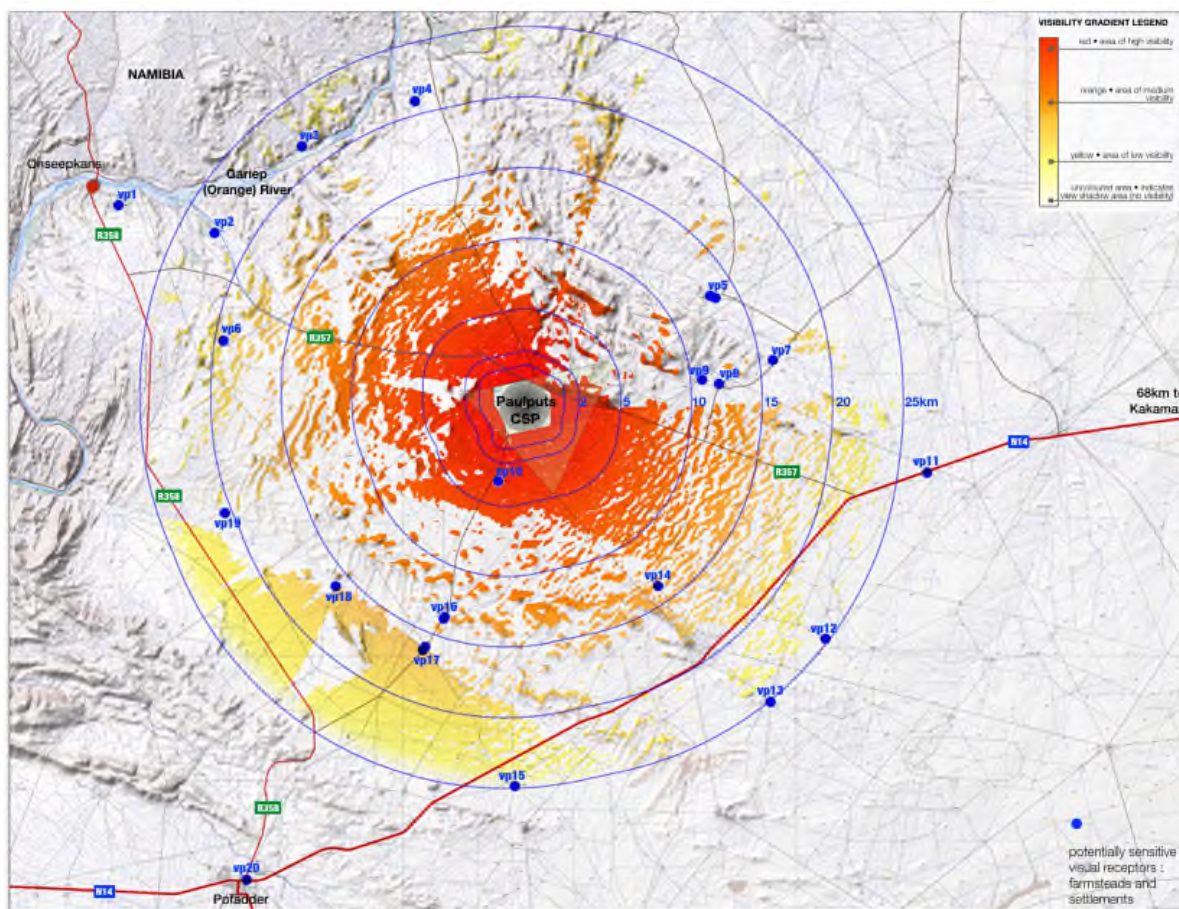 VISIBILITY GRADIENT LEGEND
red • area of high visibility
orange • area of medium
visibility
yellow • area of low visibility
uncoloured area • indicates
view shadow area (no visibility)
NAMIBIA
vp4
vp3
Onseepkans
Gariep
(Orange) River
vp1
vp2
R358
vp5
vp6
R357
vp7
vp9
vp8
Paulputs
CSP
2
5
10
15
20
25km
68km to
Kakama
N14
vp11
R357
vp10
R358
vp19
vp14
vp18
vp16
vp17
vp12
vp13
vp15
R358
vp20
N14
Pofadder
potentially sensitive
visual receptors :
farmsteads and
settlements